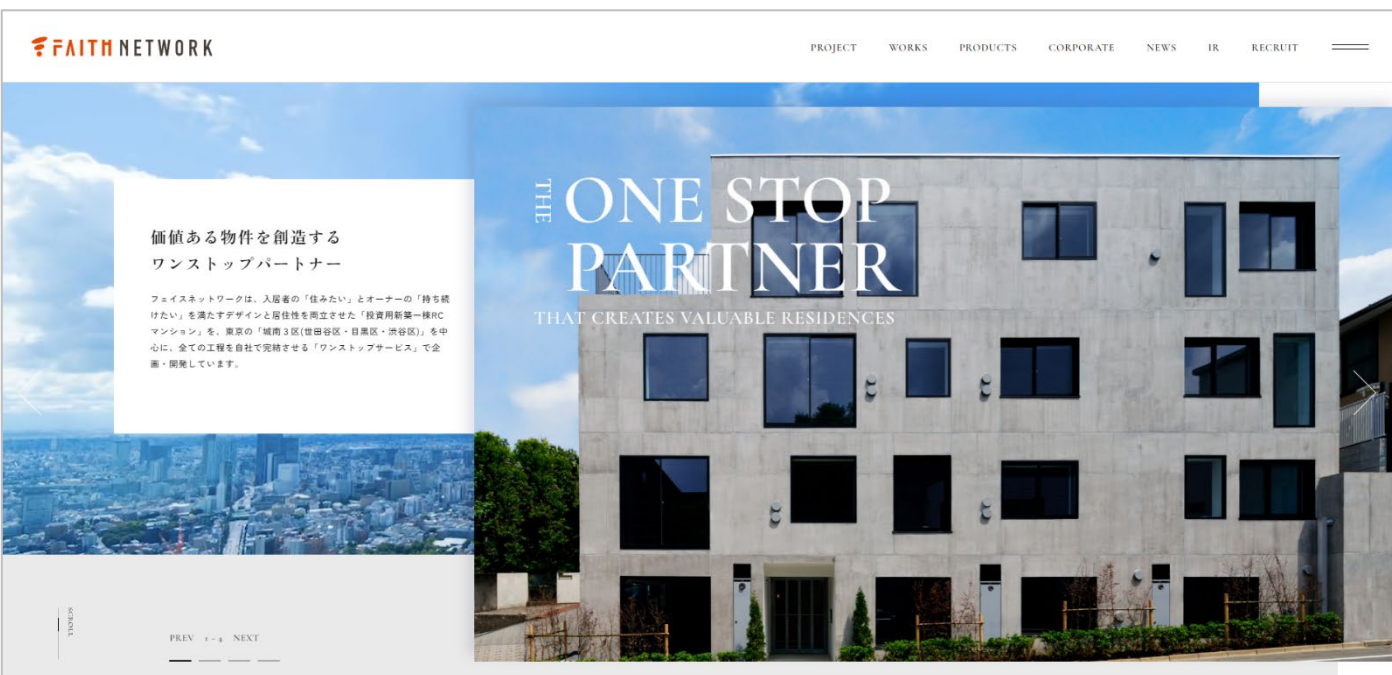 FAITH NETWORK
PROJECT
WORKS
PRODUCTS
CORPORATE
NEWS
IR
RECRUIT
価値ある物件を創造する
ワンストップパートナー
フェイスネットワークは、入居者の「住みたい」とオーナーの「持ち続
けたい」を満たすデザインと居住性を両立させた「投資用新築一棟RC
マンション」を、東京の「城南３区(世田谷区・目黒区・渋谷区)」を中
心に、全ての工程を自社で完結させる「ワンストップサービス」で企
画・開発しています。
THE ONE STOP
PARTNER
THAT CREATES VALUABLE RESIDENCES
SCROLL
PREV 1 - 4 NEXT